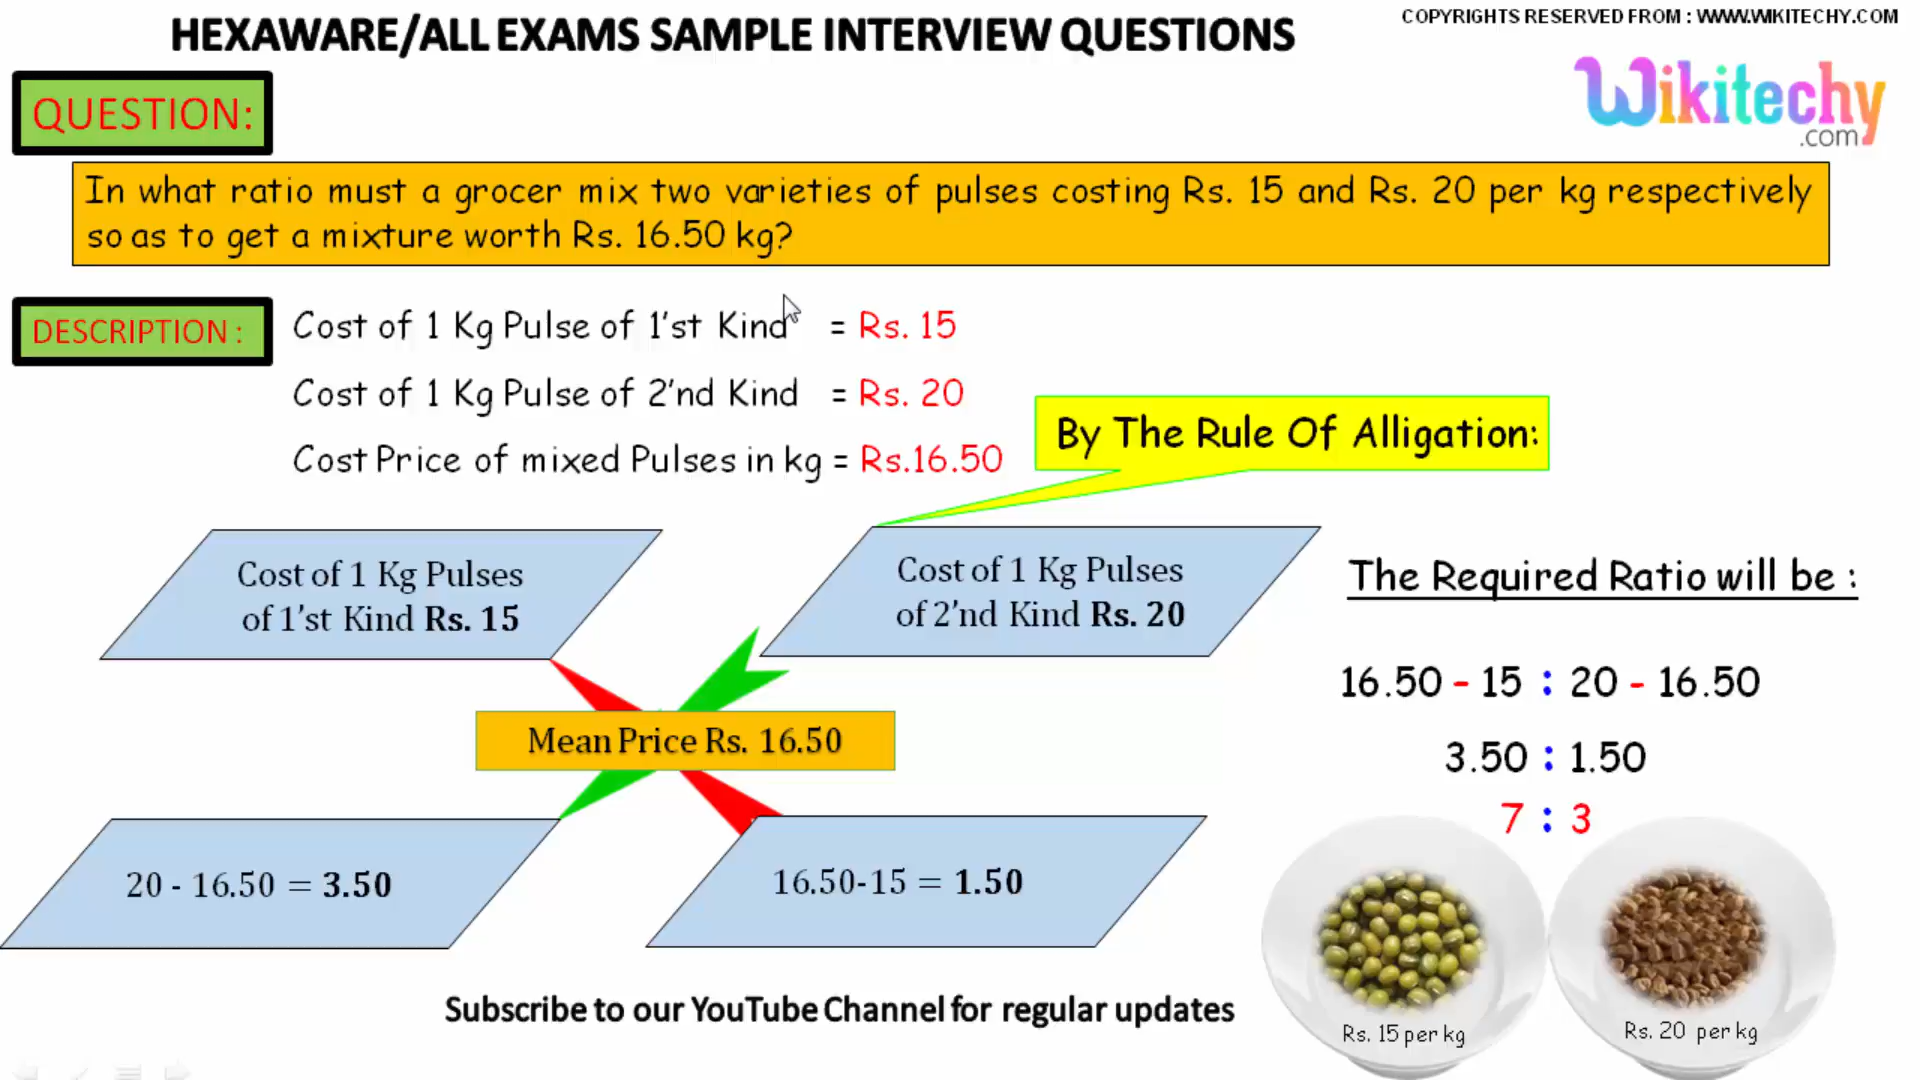 HEXAWARE/ALL EXAMS SAMPLE INTERVIEW QUESTIONS
COPYRIGHTS RESERVED FROM : WWW.WIKITECHY.COM
Wikitechy
.com
QUESTION:
In what ratio must a grocer mix two varieties of pulses costing Rs. 15 and Rs. 20 per kg respectively
so as to get a mixture worth Rs. 16.50 kg?
DESCRIPTION :
Cost of 1 Kg Pulse of 1'st Kind = Rs. 15
Cost of 1 Kg Pulse of 2'nd Kind = Rs. 20
Cost Price of mixed Pulses in kg = Rs.16.50
By The Rule Of Alligation:
Cost of 1 Kg Pulses
of 1'st Kind Rs. 15
Cost of 1 Kg Pulses
of 2'nd Kind Rs. 20
Mean Price Rs. 16.50
20 - 16.50 = 3.50
16.50-15 = 1.50
The Required Ratio will be :
16.50 - 15 : 20 - 16.50
3.50 : 1.50
7 : 3
Rs. 15 per kg
Rs. 20 per kg
Subscribe to our YouTube Channel for regular updates